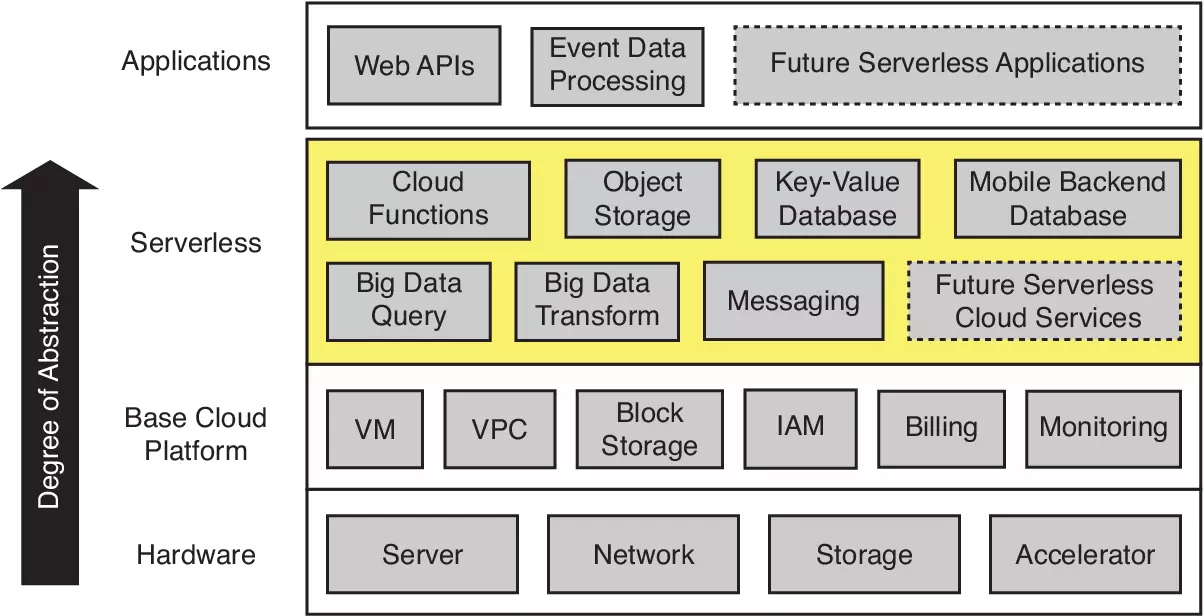 Applications
Web APIs
Event Data
Processing
Future Serverless Applications
Degree of Abstraction
Serverless
Cloud
Functions
Object
Storage
Key-Value
Database
Mobile Backend
Database
Big Data
Query
Big Data
Transform
Messaging
Future Serverless
Cloud Services
Base Cloud
Platform
VM
VPC
Block
Storage
IAM
Billing
Monitoring
Hardware
Server
Network
Storage
Accelerator